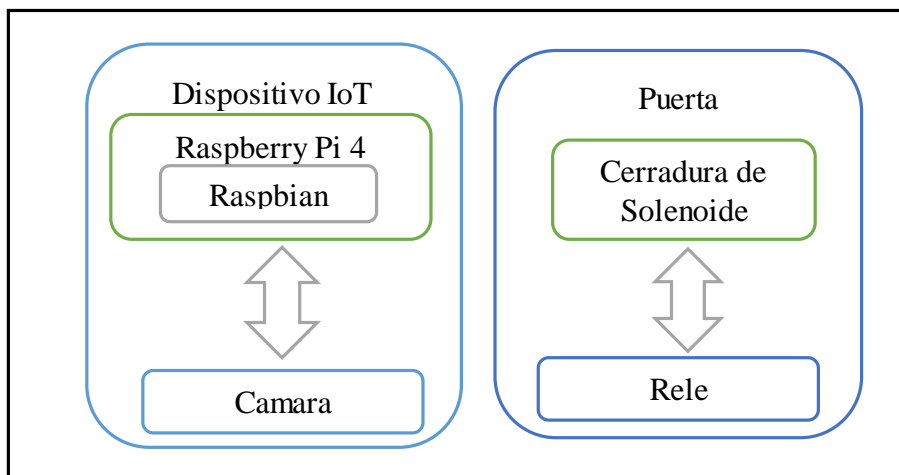 Dispositivo IoT
Raspberry Pi 4
Raspbian
Camara
Puerta
Cerradura de
Solenoide
Rele